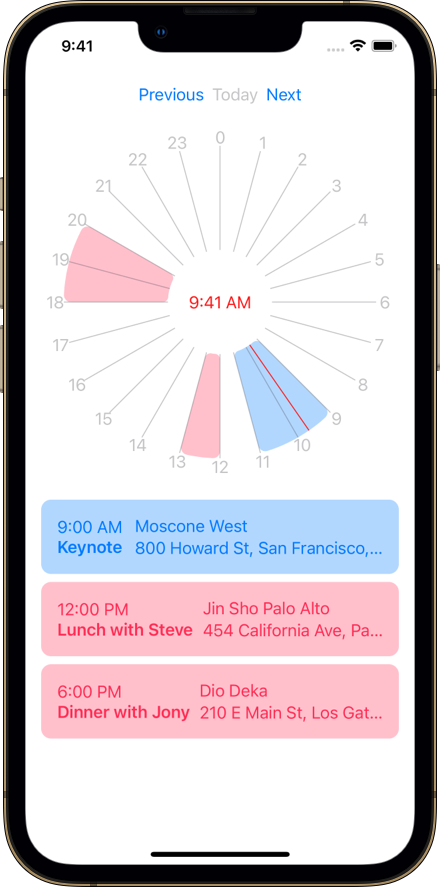 9:41
Previous Today Next
0
23 1
22 2
21 3
20 4
19 5
9:41 AM
18 6
17 7
16 8
15 9
14 10
13 12 11
9:00 AM Moscone West
Keynote 800 Howard St, San Francisco,...
12:00 PM Jin Sho Palo Alto
Lunch with Steve 454 California Ave, Pa...
6:00 PM Dio Deka
Dinner with Jony 210 E Main St, Los Gat...